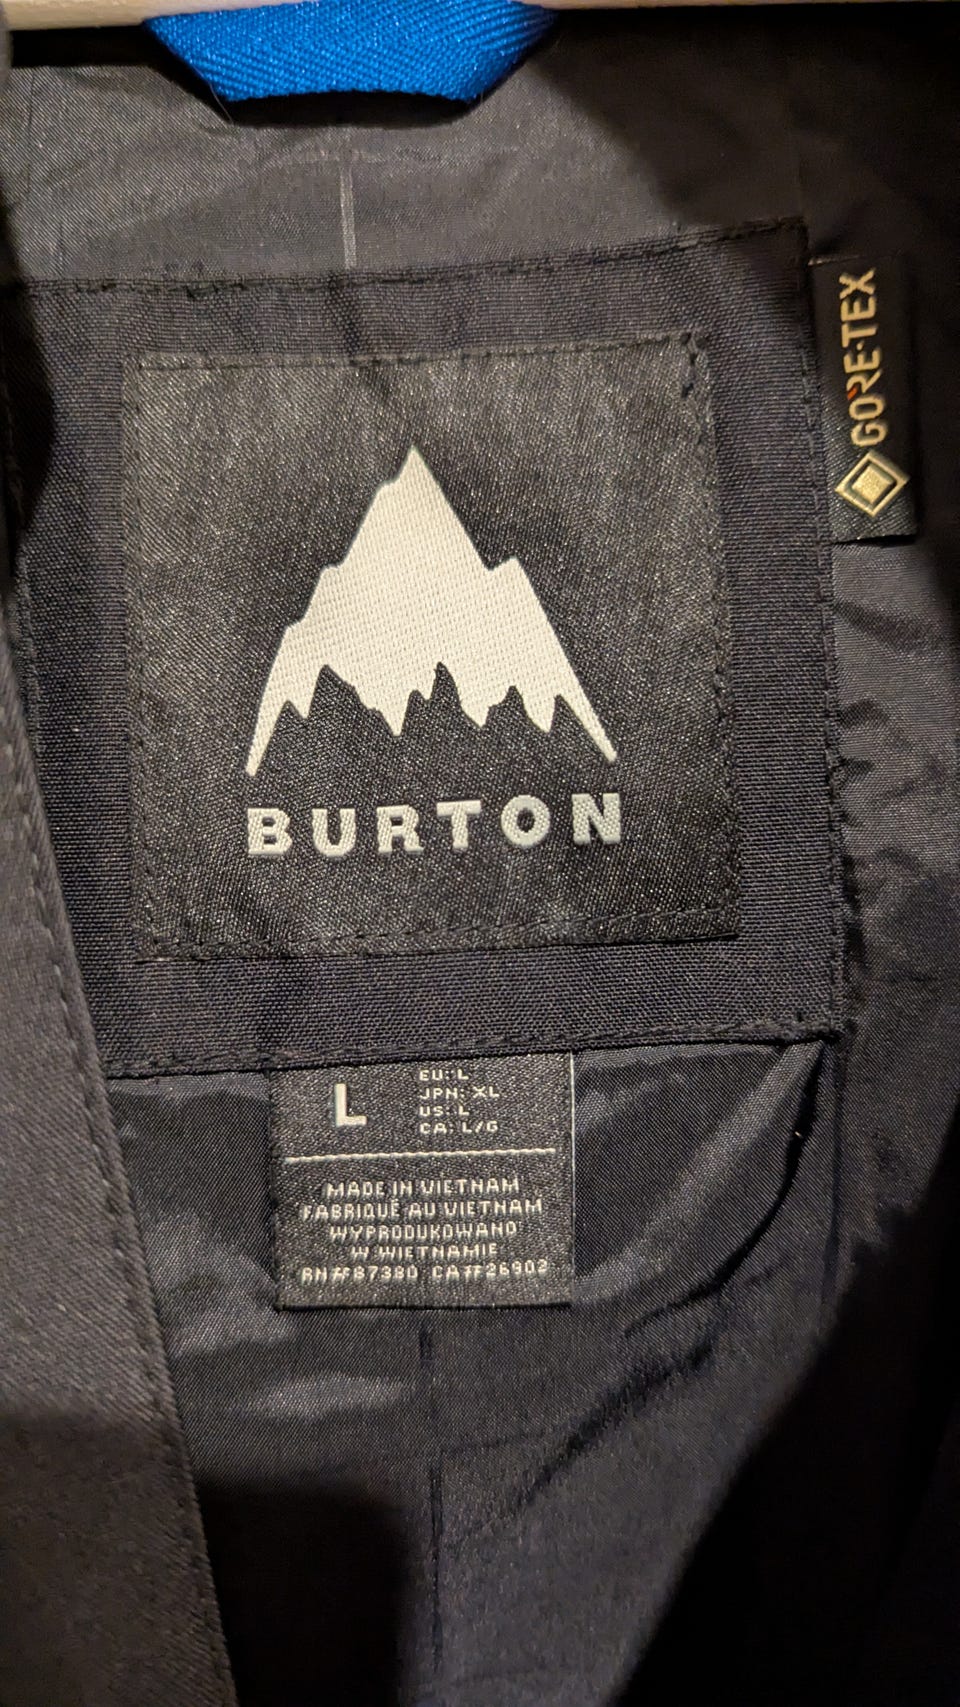 GORE-TEX
BURTON
L
EU: L
JPN: XL
US: L
CA: L/G
MADE IN VIETNAM
FABRIQUÉ AU VIETNAM
WYPRODUKOWANO
W WIETNAMIE
RN#87380 CA#26902